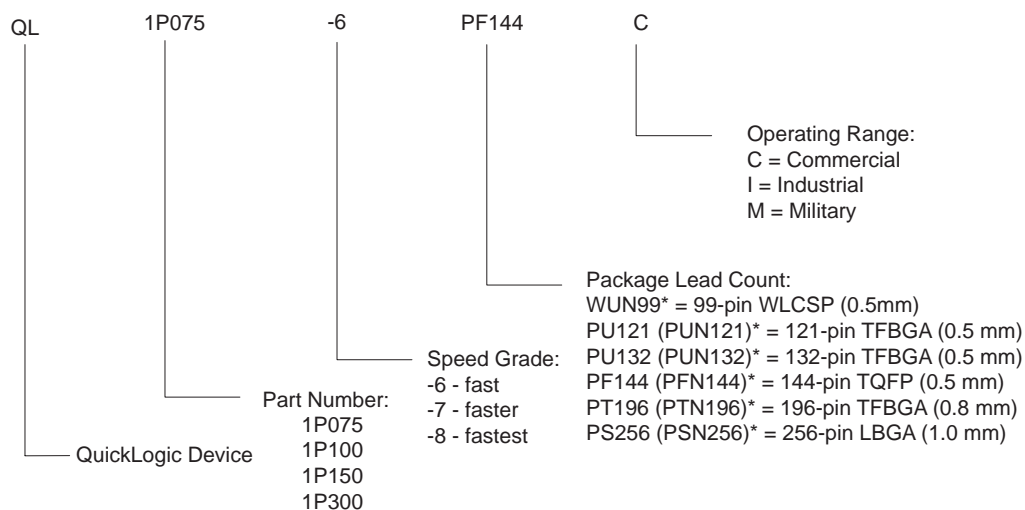 QL 1P075 -6 PF144 C
Operating Range:
C = Commercial
I = Industrial
M = Military
Package Lead Count:
WUN99* = 99-pin WLCSP (0.5mm)
PU121 (PUN121)* = 121-pin TFBGA (0.5 mm)
PU132 (PUN132)* = 132-pin TFBGA (0.5 mm)
PF144 (PFN144)* = 144-pin TQFP (0.5 mm)
PT196 (PTN196)* = 196-pin TFBGA (0.8 mm)
PS256 (PSN256)* = 256-pin LBGA (1.0 mm)
Speed Grade:
-6 - fast
-7 - faster
-8 - fastest
Part Number:
1P075
1P100
1P150
1P300
QuickLogic Device